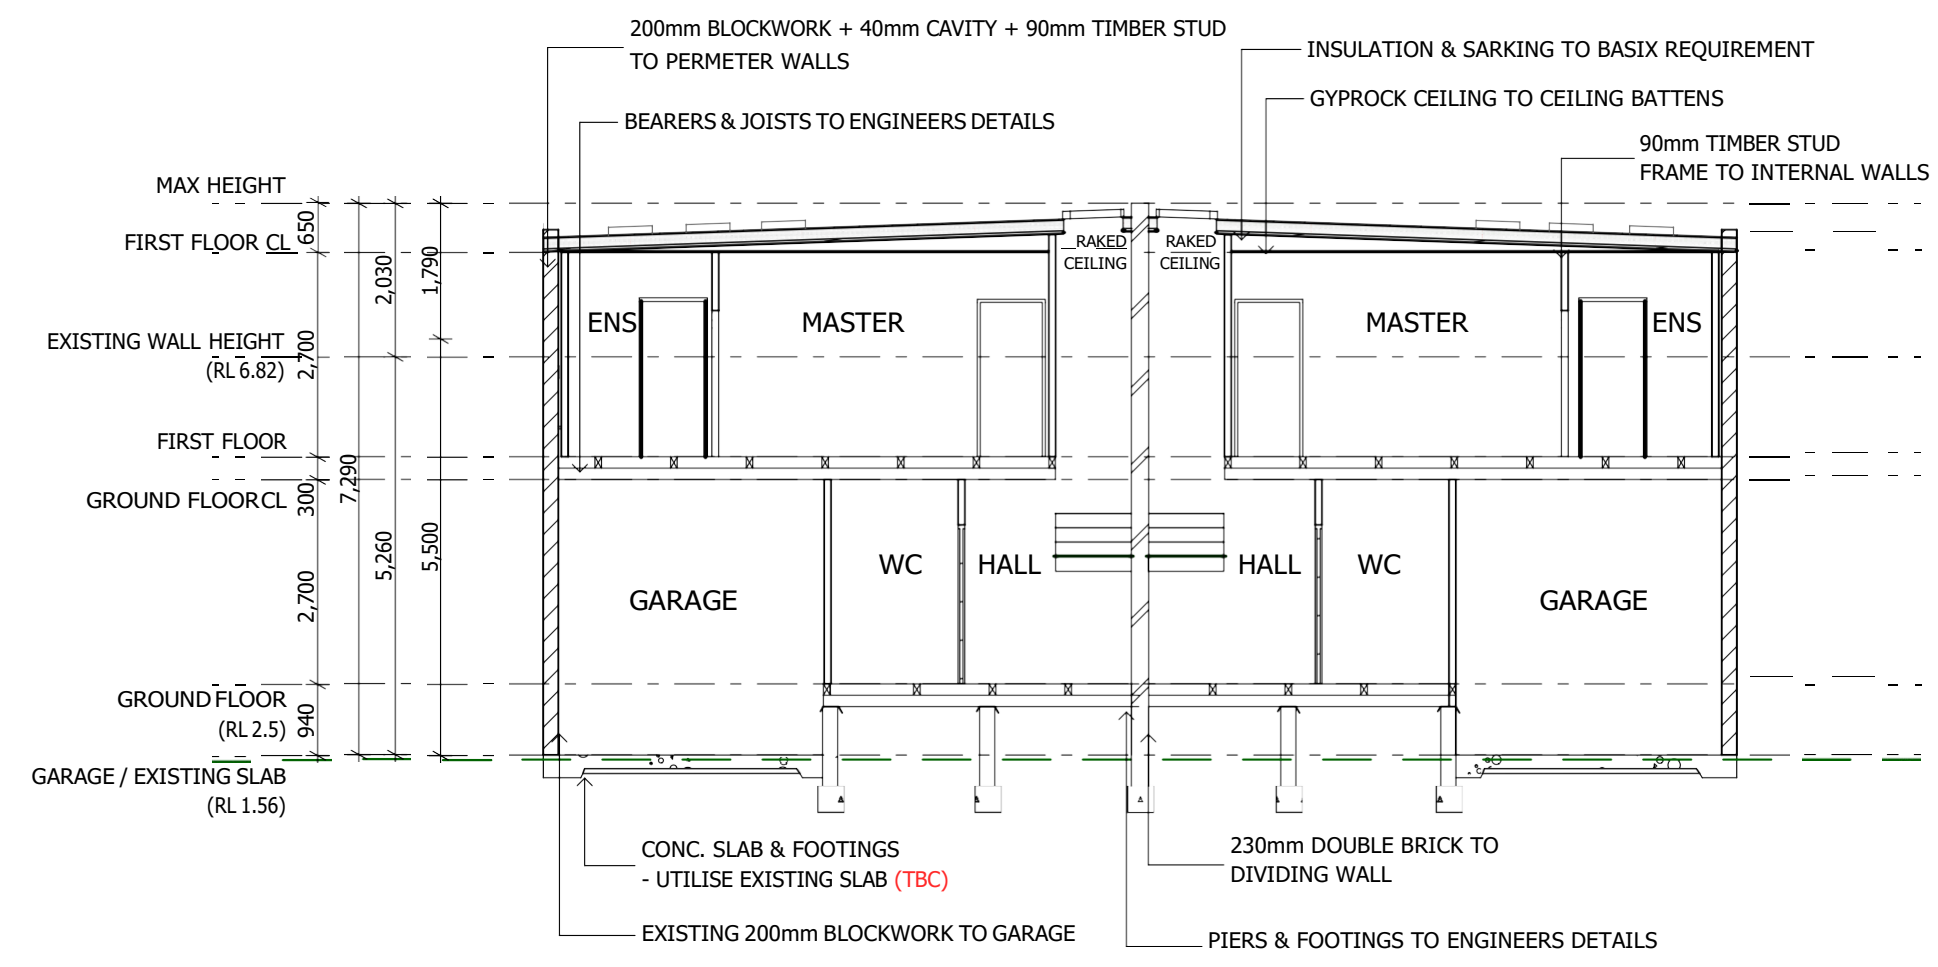 200mm BLOCKWORK + 40mm CAVITY + 90mm TIMBER STUD
TO PERMETER WALLS
INSULATION & SARKING TO BASIX REQUIREMENT
GYPROCK CEILING TO CEILING BATTENS
BEARERS & JOISTS TO ENGINEERS DETAILS
90mm TIMBER STUD
FRAME TO INTERNAL WALLS
MAX HEIGHT
650
FIRST FLOOR CL
2,030
1,790
RAKED
CEILING
RAKED
CEILING
ENS
MASTER
MASTER
ENS
EXISTING WALL HEIGHT
(RL 6.82)
2,700
FIRST FLOOR
7,290
GROUND FLOOR CL
300
5,260
5,500
WC
HALL
HALL
WC
GARAGE
GARAGE
2,700
GROUND FLOOR
(RL 2.5)
940
GARAGE / EXISTING SLAB
(RL 1.56)
CONC. SLAB & FOOTINGS
- UTILISE EXISTING SLAB (TBC)
230mm DOUBLE BRICK TO
DIVIDING WALL
EXISTING 200mm BLOCKWORK TO GARAGE
PIERS & FOOTINGS TO ENGINEERS DETAILS